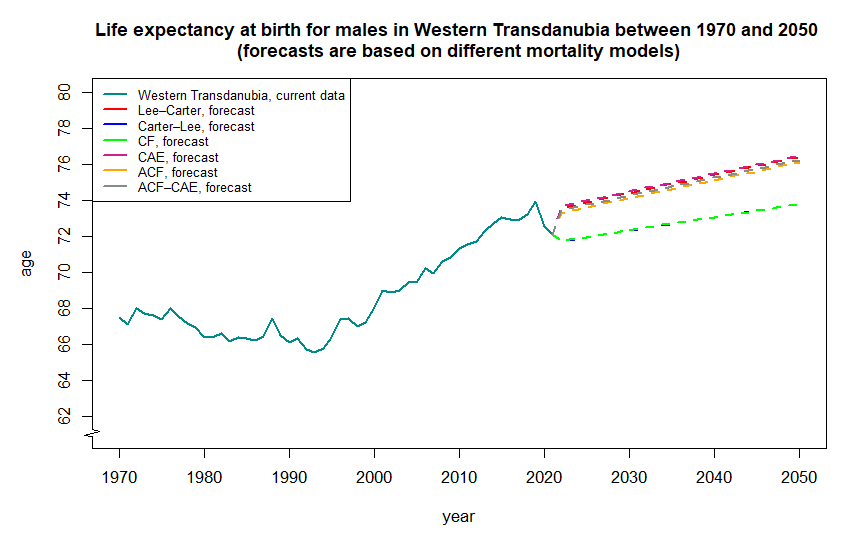 Life expectancy at birth for males in Western Transdanubia between 1970 and 2050
(forecasts are based on different mortality models)
Western Transdanubia, current data
Lee–Carter, forecast
Carter–Lee, forecast
CF, forecast
CAE, forecast
ACF, forecast
ACF–CAE, forecast
80
78
76
74
72
70
68
66
64
62
age
1970 1980 1990 2000 2010 2020 2030 2040 2050
year